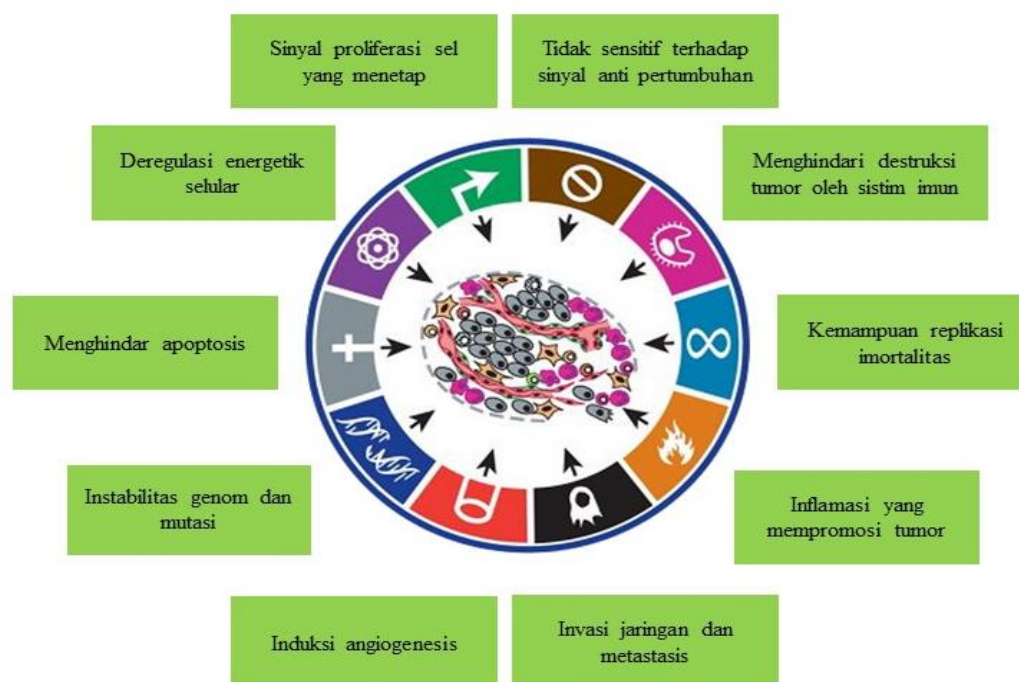 Sinyal proliferasi sel
yang menetap
Tidak sensitif terhadap
sinyal anti pertumbuhan
Deregulasi energetik
selular
Menghindari destruksi
tumor oleh sistim imun
Menghindar apoptosis
Kemampuan replikasi
imortalitas
Instabilitas genom dan
mutasi
Inflamasi yang
mempromosi tumor
Induksi angiogenesis
Invasi jaringan dan
metastasis